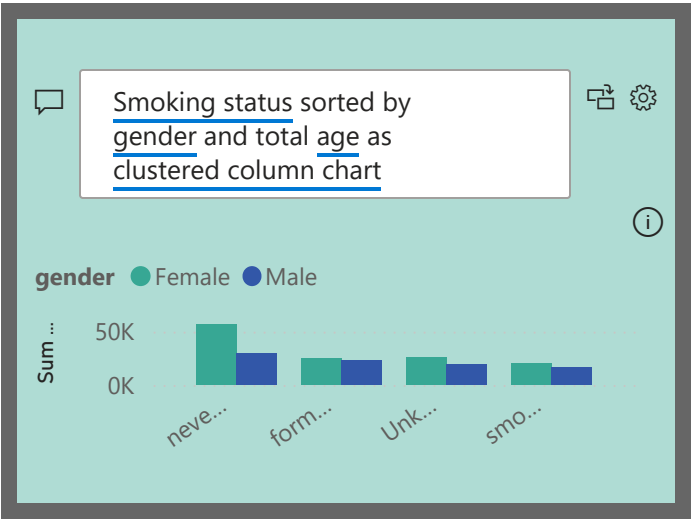 Smoking status sorted by
gender and total age as
clustered column chart
gender Female Male
Sum ...
50K
0K
neve...
form...
Unk...
smo...